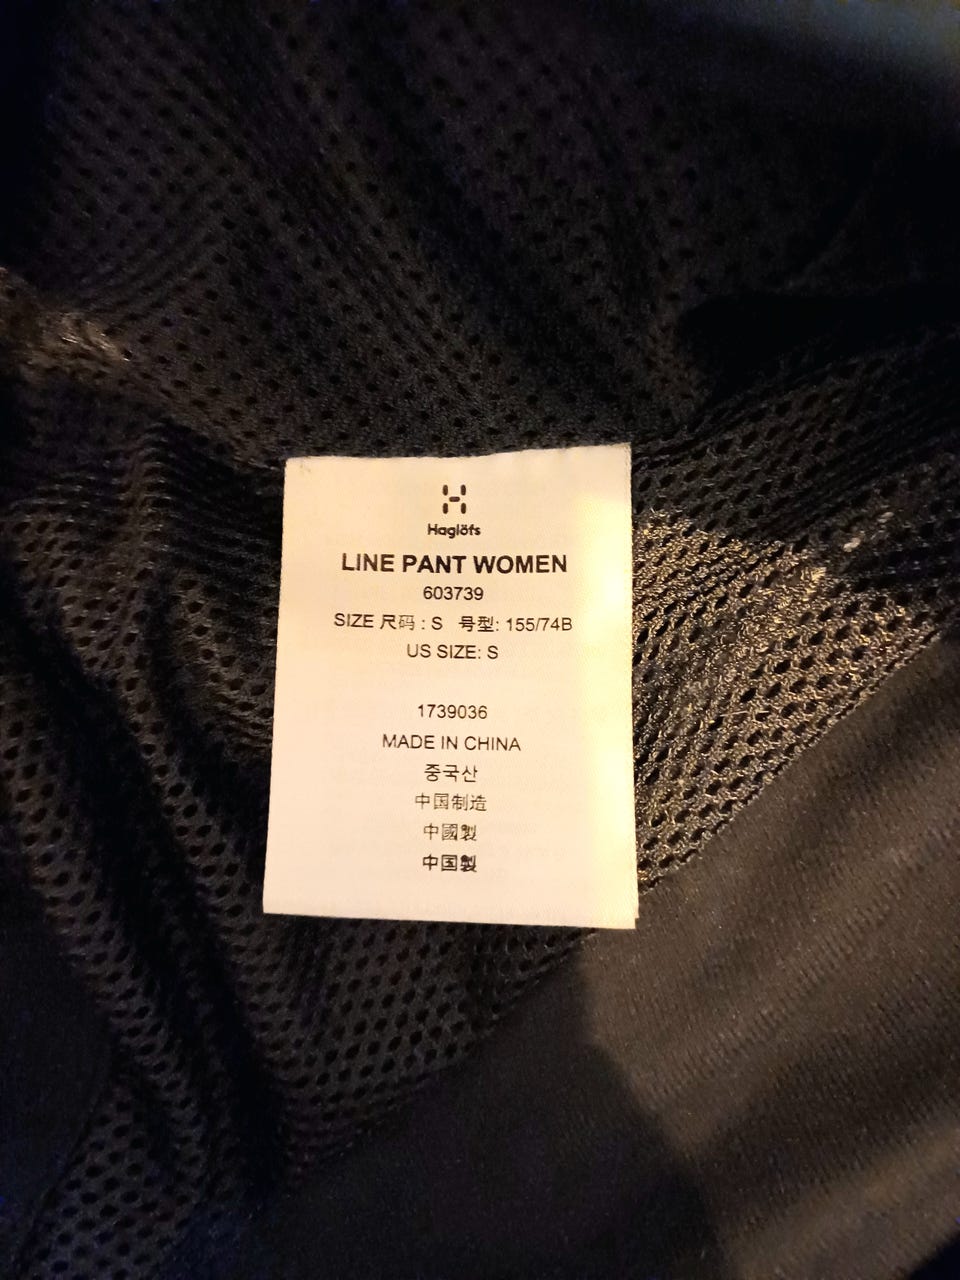 Haglöfs
LINE PANT WOMEN
603739
SIZE 尺码 : S 号型: 155/74B
US SIZE: S
1739036
MADE IN CHINA
중국산
中国制造
中國製
中国製